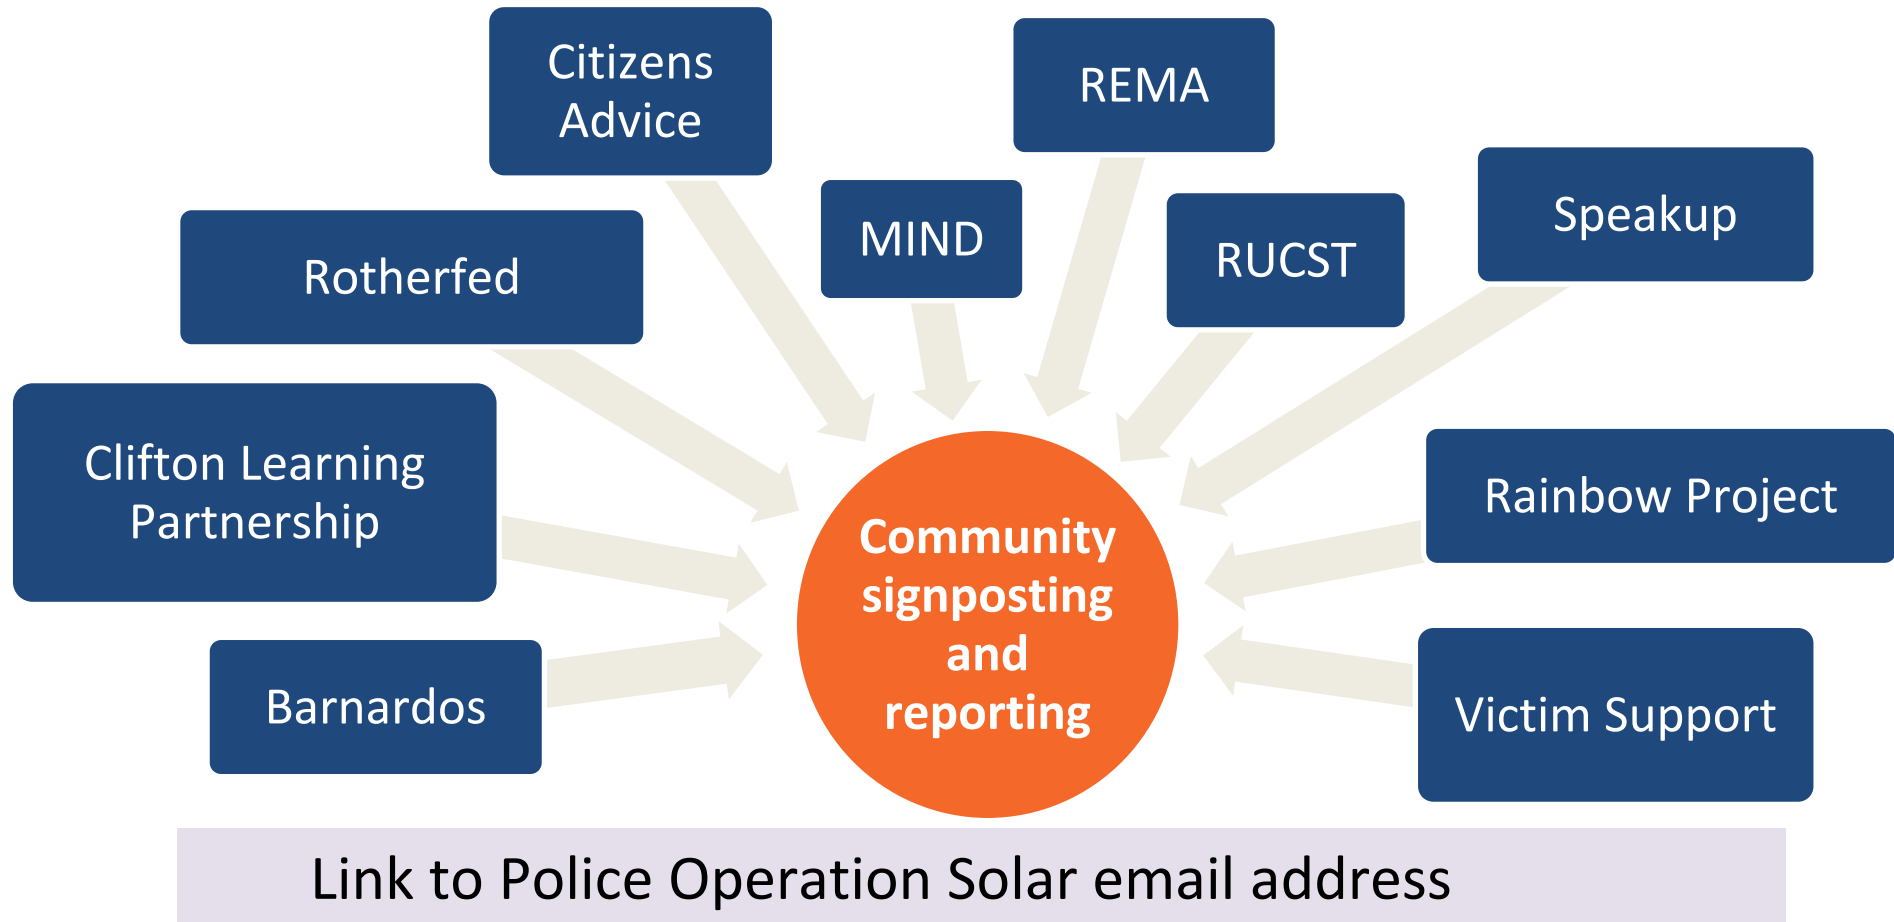 Citizens
Advice
REMA
MIND
RUCST
Speakup
Rotherfed
Clifton Learning
Partnership
Rainbow Project
Barnardos
Victim Support
Community
signposting
and
reporting
Link to Police Operation Solar email address